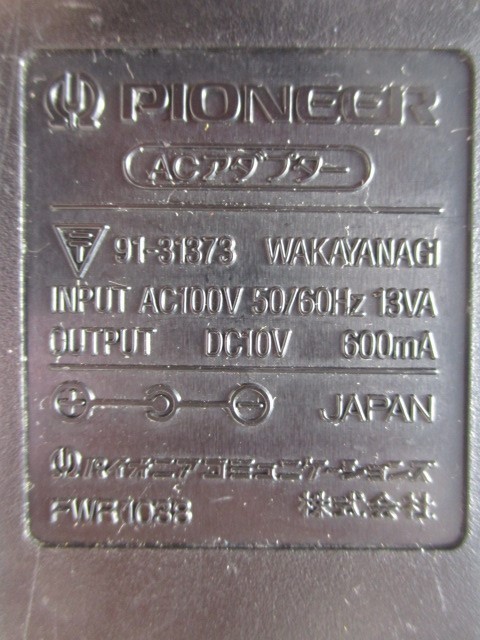 PIONEER
ACアダプター
91-31373 WAKAYANAGI
INPUT AC100V 50/60Hz 13VA
OUTPUT DC10V 600mA
JAPAN
パイオニアコミュニケーションズ
FWR1038 株式会社